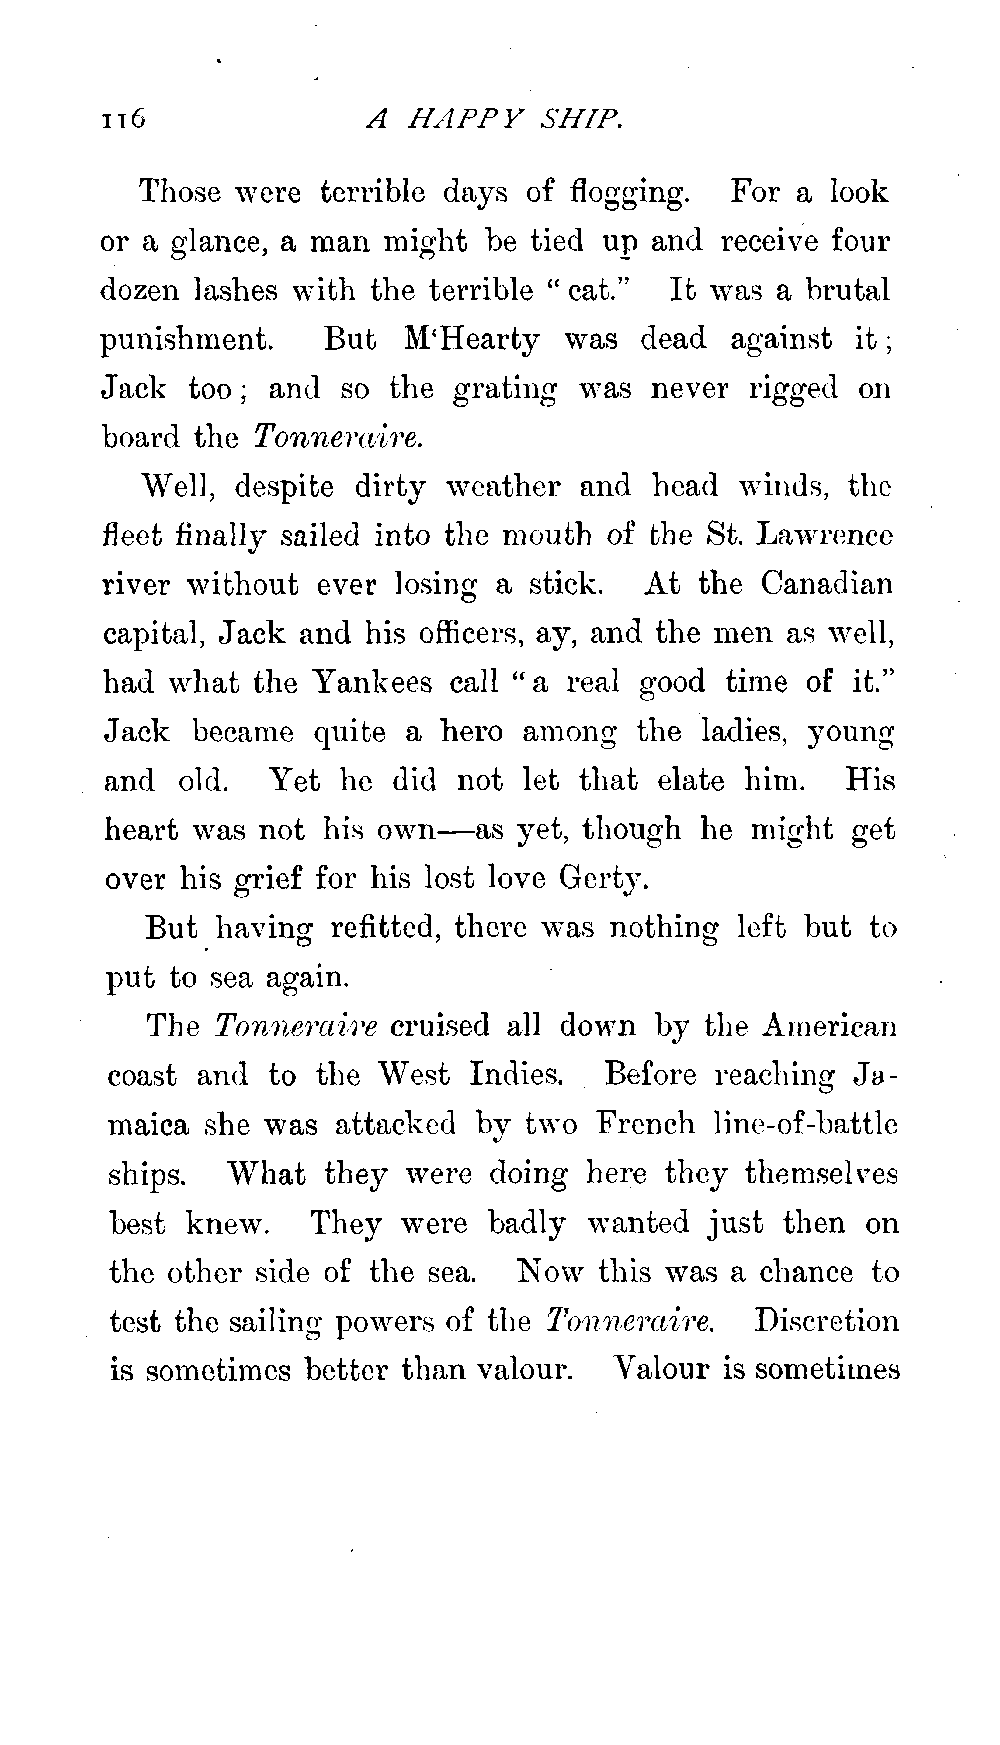 116 A HAPPY SHIP.
Those were terrible days of flogging. For a look
or a glance, a man might be tied up and receive four
dozen lashes with the terrible “cat.” It was a brutal
punishment. But M‘Hearty was dead against it;
Jack too; and so the grating was never rigged on
board the Tonneraire.
Well, despite dirty weather and head winds, the
fleet finally sailed into the mouth of the St. Lawrence
river without ever losing a stick. At the Canadian
capital, Jack and his officers, ay, and the men as well,
had what the Yankees call “a real good time of it.”
Jack became quite a hero among the ladies, young
and old. Yet he did not let that elate him. His
heart was not his own—as yet, though he might get
over his grief for his lost love Gerty.
But having refitted, there was nothing left but to
put to sea again.
The Tonneraire cruised all down by the American
coast and to the West Indies. Before reaching Ja-
maica she was attacked by two French line-of-battle
ships. What they were doing here they themselves
best knew. They were badly wanted just then on
the other side of the sea. Now this was a chance to
test the sailing powers of the Tonneraire. Discretion
is sometimes better than valour. Valour is sometimes